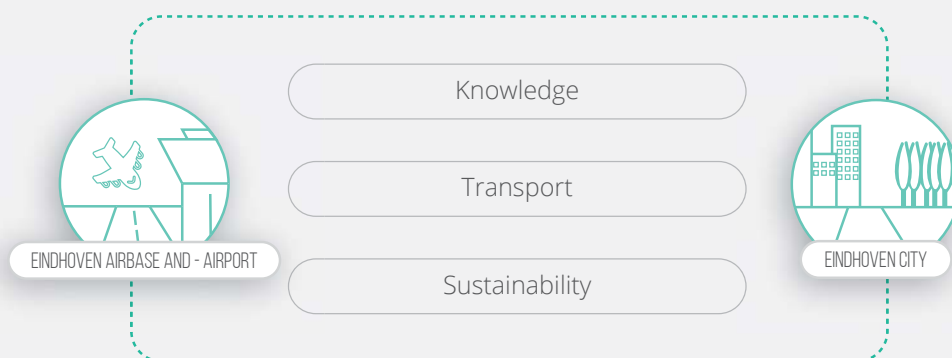 Knowledge
Transport
Sustainability
EINDHOVEN AIRBASE AND - AIRPORT
EINDHOVEN CITY